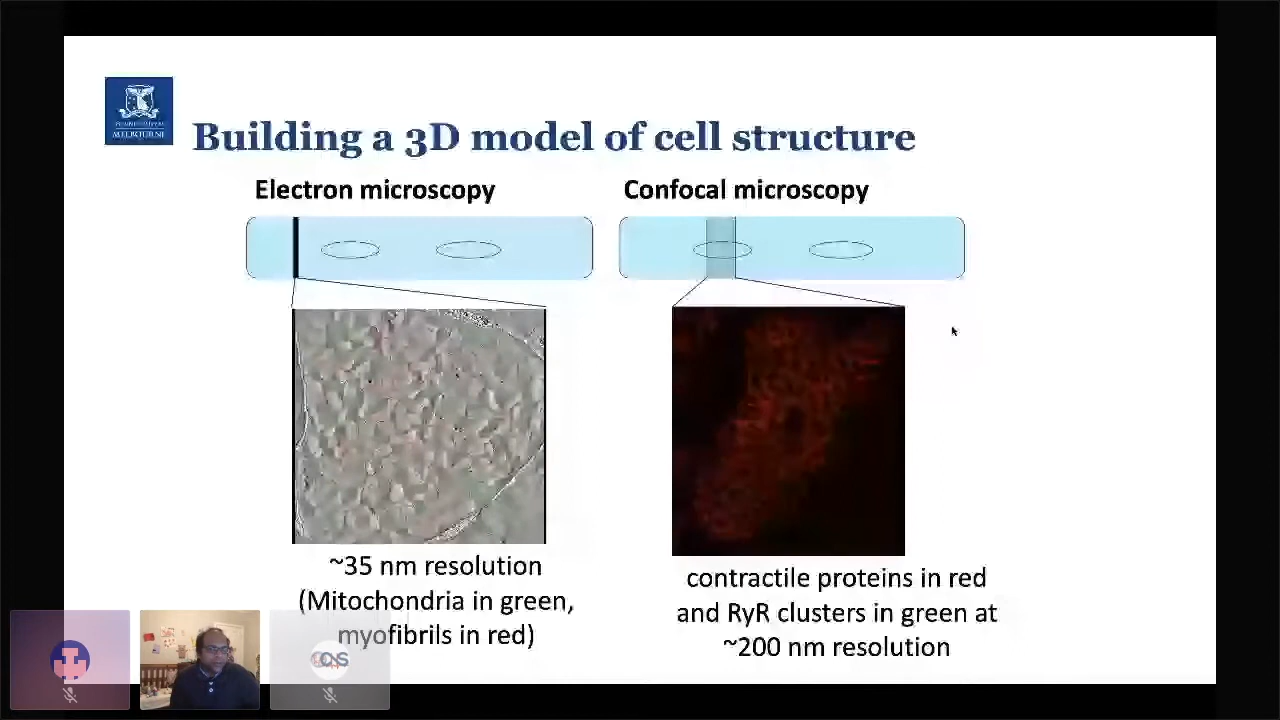 MELBOURNE
Building a 3D model of cell structure
Electron microscopy
Confocal microscopy
~35 nm resolution
(Mitochondria in green,
myofibrils in red)
contractile proteins in red
and RyR clusters in green at
~200 nm resolution